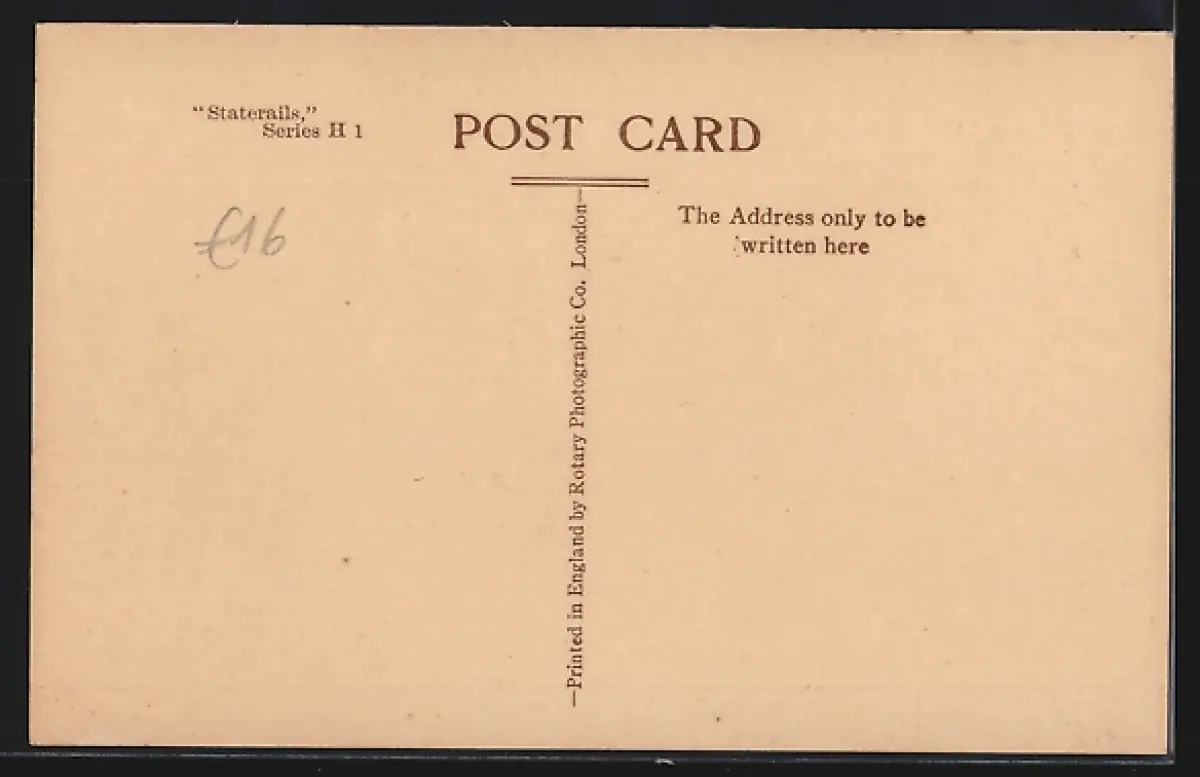 "Staterails,"
Series H 1
POST CARD
€16
The Address only to be
written here
—Printed in England by Rotary Photographic Co. London—